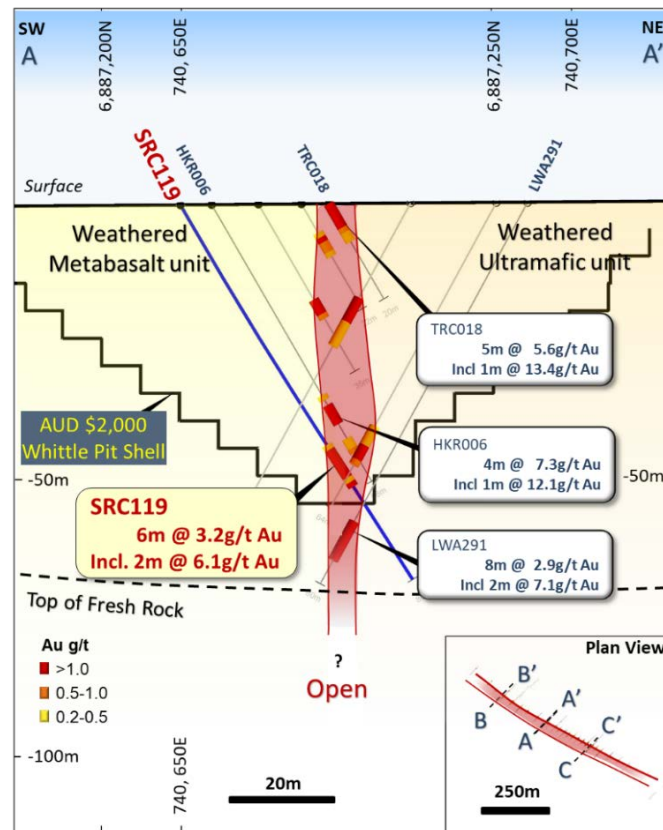 SW
A
6,887,200N
740, 650E
6,887,250N
740, 700E
NE
A'
SRC119
HKR006
TRC018
LWA291
Surface
Weathered
Metabasalt unit
Weathered
Ultramafic unit
20m
TRC018
5m @ 5.6g/t Au
Incl 1m @ 13.4g/t Au
AUD $2,000
Whittle Pit Shell
HKR006
4m @ 7.3g/t Au
Incl 1m @ 12.1g/t Au
-50m
-50m
SRC119
6m @ 3.2g/t Au
Incl. 2m @ 6.1g/t Au
LWA291
8m @ 2.9g/t Au
Incl 2m @ 7.1g/t Au
Top of Fresh Rock
Au g/t
>1.0
0.5-1.0
0.2-0.5
?
Open
Plan View
B'
A'
B
C'
A
C
-100m
740, 650E
20m
250m